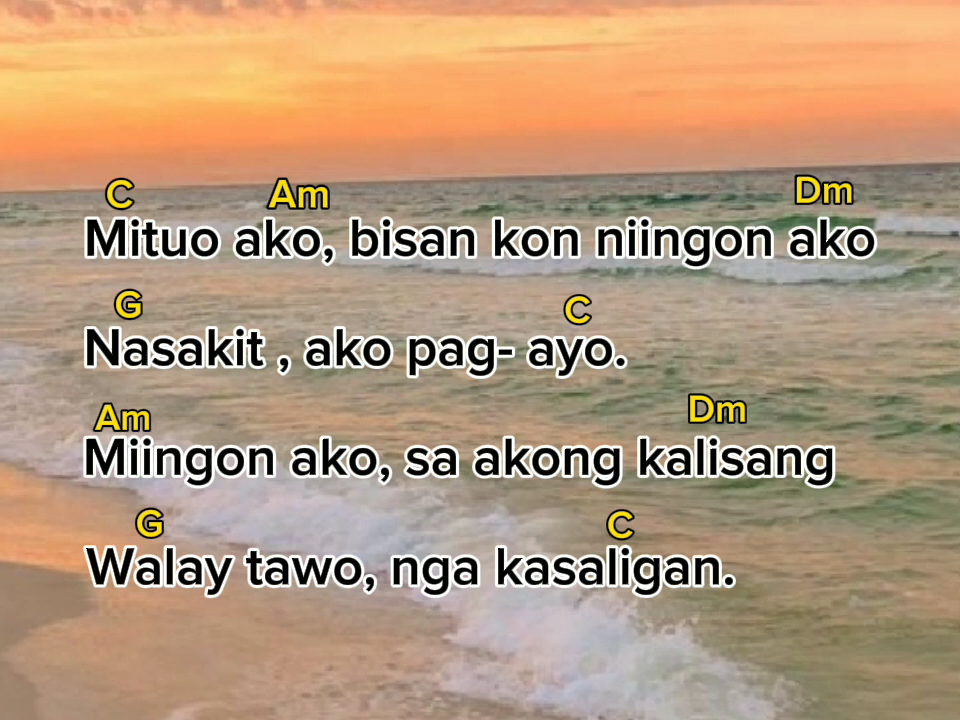 C Am Dm
Mituo ako, bisan kon niingon ako
G C
Nasakit , ako pag- ayo.
Am Dm
Miingon ako, sa akong kalisang
G C
Walay tawo, nga kasaligan.